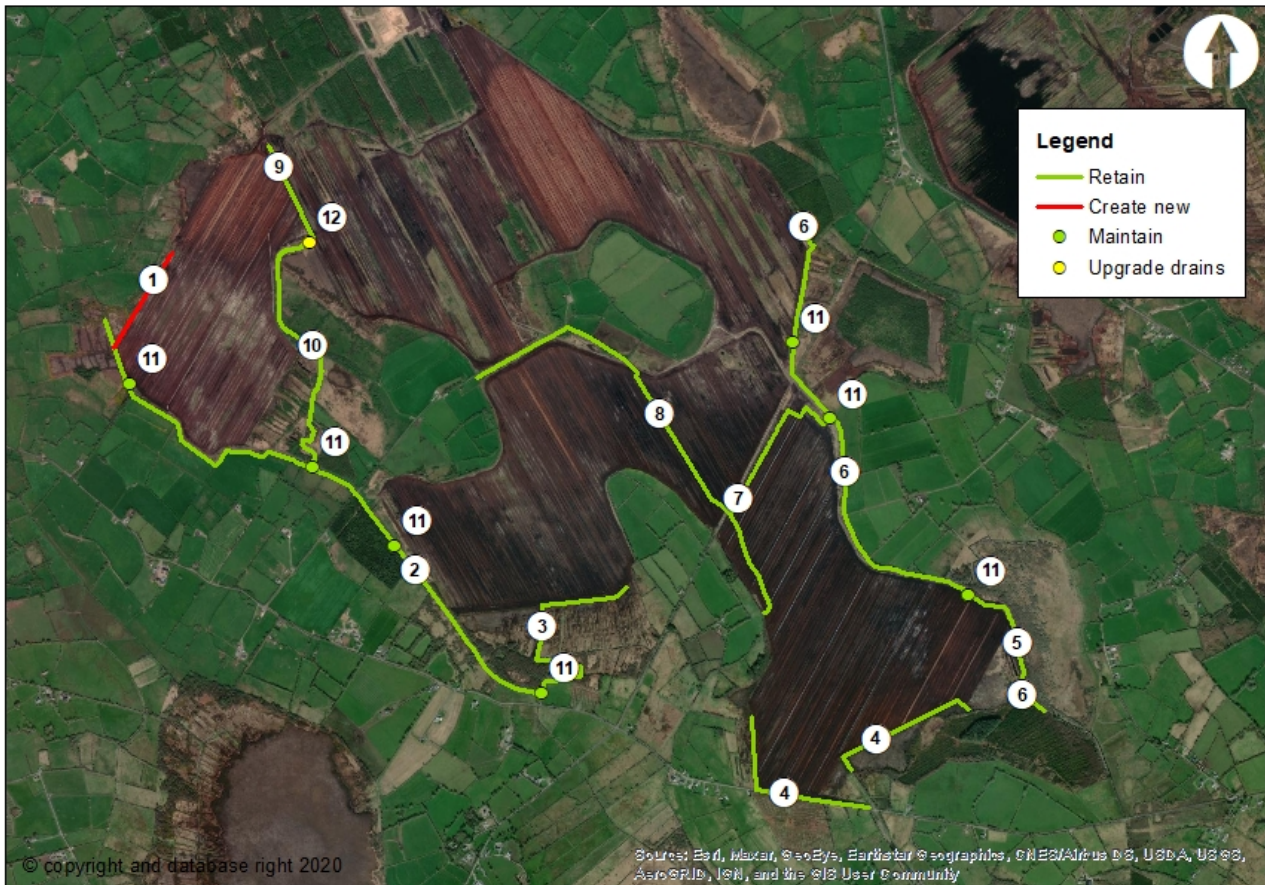 Legend
Retain
Create new
Maintain
Upgrade drains
9
12
6
1
11
11
10
8
11
11
6
7
11
2
11
3
5
11
6
4
4
© copyright and database right 2020
Source: Esri, Maxar, GeoEye, Earthstar Geographics, CNES/Airbus DS, USDA, USGS,
AeroGRID, IGN, and the GIS User Community